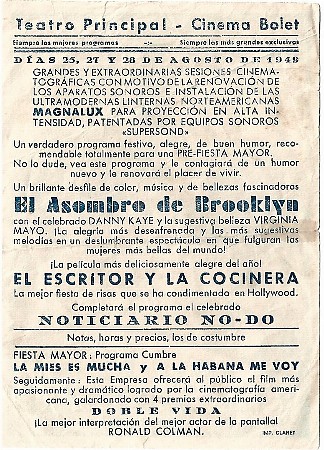 Teatro Principal - Cinema Bolet
Siempre los mejores programas -:- Siempre las más grandes exclusivas
DÍAS 25, 27 Y 28 DE AGOSTO DE 1948
GRANDES Y EXTRAORDINARIAS SESIONES CINEMA-
TOGRÁFICAS CON MOTIVO DE LA RENOVACIÓN DE
LOS APARATOS SONOROS E INSTALACIÓN DE LAS
ULTRAMODERNAS LINTERNAS NORTEAMERICANAS
MAGNALUX PARA PROYECCIÓN EN ALTA IN-
TENSIDAD, PATENTADAS POR EQUIPOS SONOROS
«SUPERSOND»
Un verdadero programa festivo, alegre, de buen humor, reco-
mendable totalmente para una PRE-FIESTA MAYOR.
No lo dude, vea este programa y le contagiará de un humor
nuevo y le renovará el placer de vivir.
Un brillante desfile de color, música y de bellezas fascinadoras
El Asombro de Brooklyn
con el celebrado DANNY KAYE y la sugestiva belleza VIRGINIA
MAYO. ¡La alegría más desenfrenada y las más sugestivas
melodías en un deslumbrante espectáculo en que fulguran las
mujeres más bellas del mundo!
¡La película más deliciosamente alegre del año!
EL ESCRITOR Y LA COCINERA
La mejor fiesta de risas que se ha condimentado en Hollywood.
Completará el programa el celebrado
NOTICIARIO NO-DO
Notas, horas y precios, los de costumbre
FIESTA MAYOR: Programa Cumbre
LA MIES ES MUCHA y A LA HABANA ME VOY
Seguidamente: Esta Empresa ofrecerá al público el film más
apasionante y dramático logrado por la cinematografía ameri-
cana, galardonado con 4 premios extraordinarios
DOBLE VIDA
¡La mejor interpretación del mejor actor de la pantalla!
RONALD COLMAN. IMP. CLARET